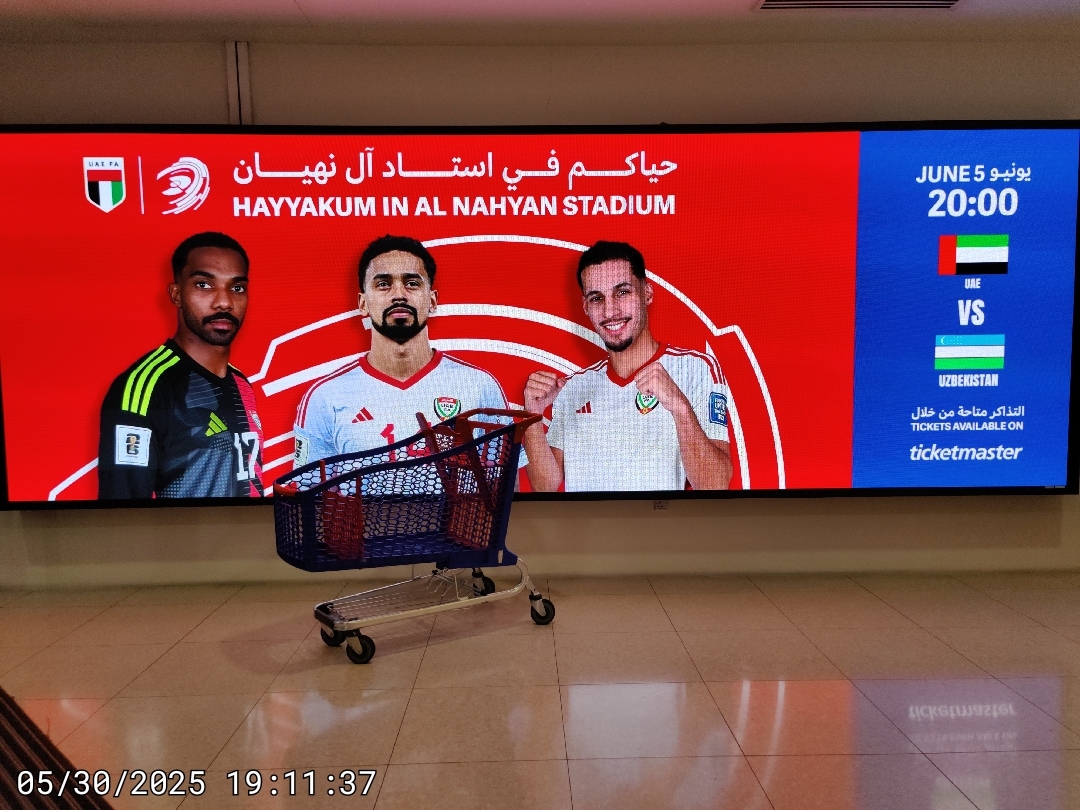 UAE FA
حياكم في استاد آل نهيان
HAYYAKUM IN AL NAHYAN STADIUM
17
1
JUNE 5 يونيو
20:00
UAE
VS
UZBEKISTAN
التذاكر متاحة من خلال
TICKETS AVAILABLE ON
ticketmaster
05/30/2025 19:11:37